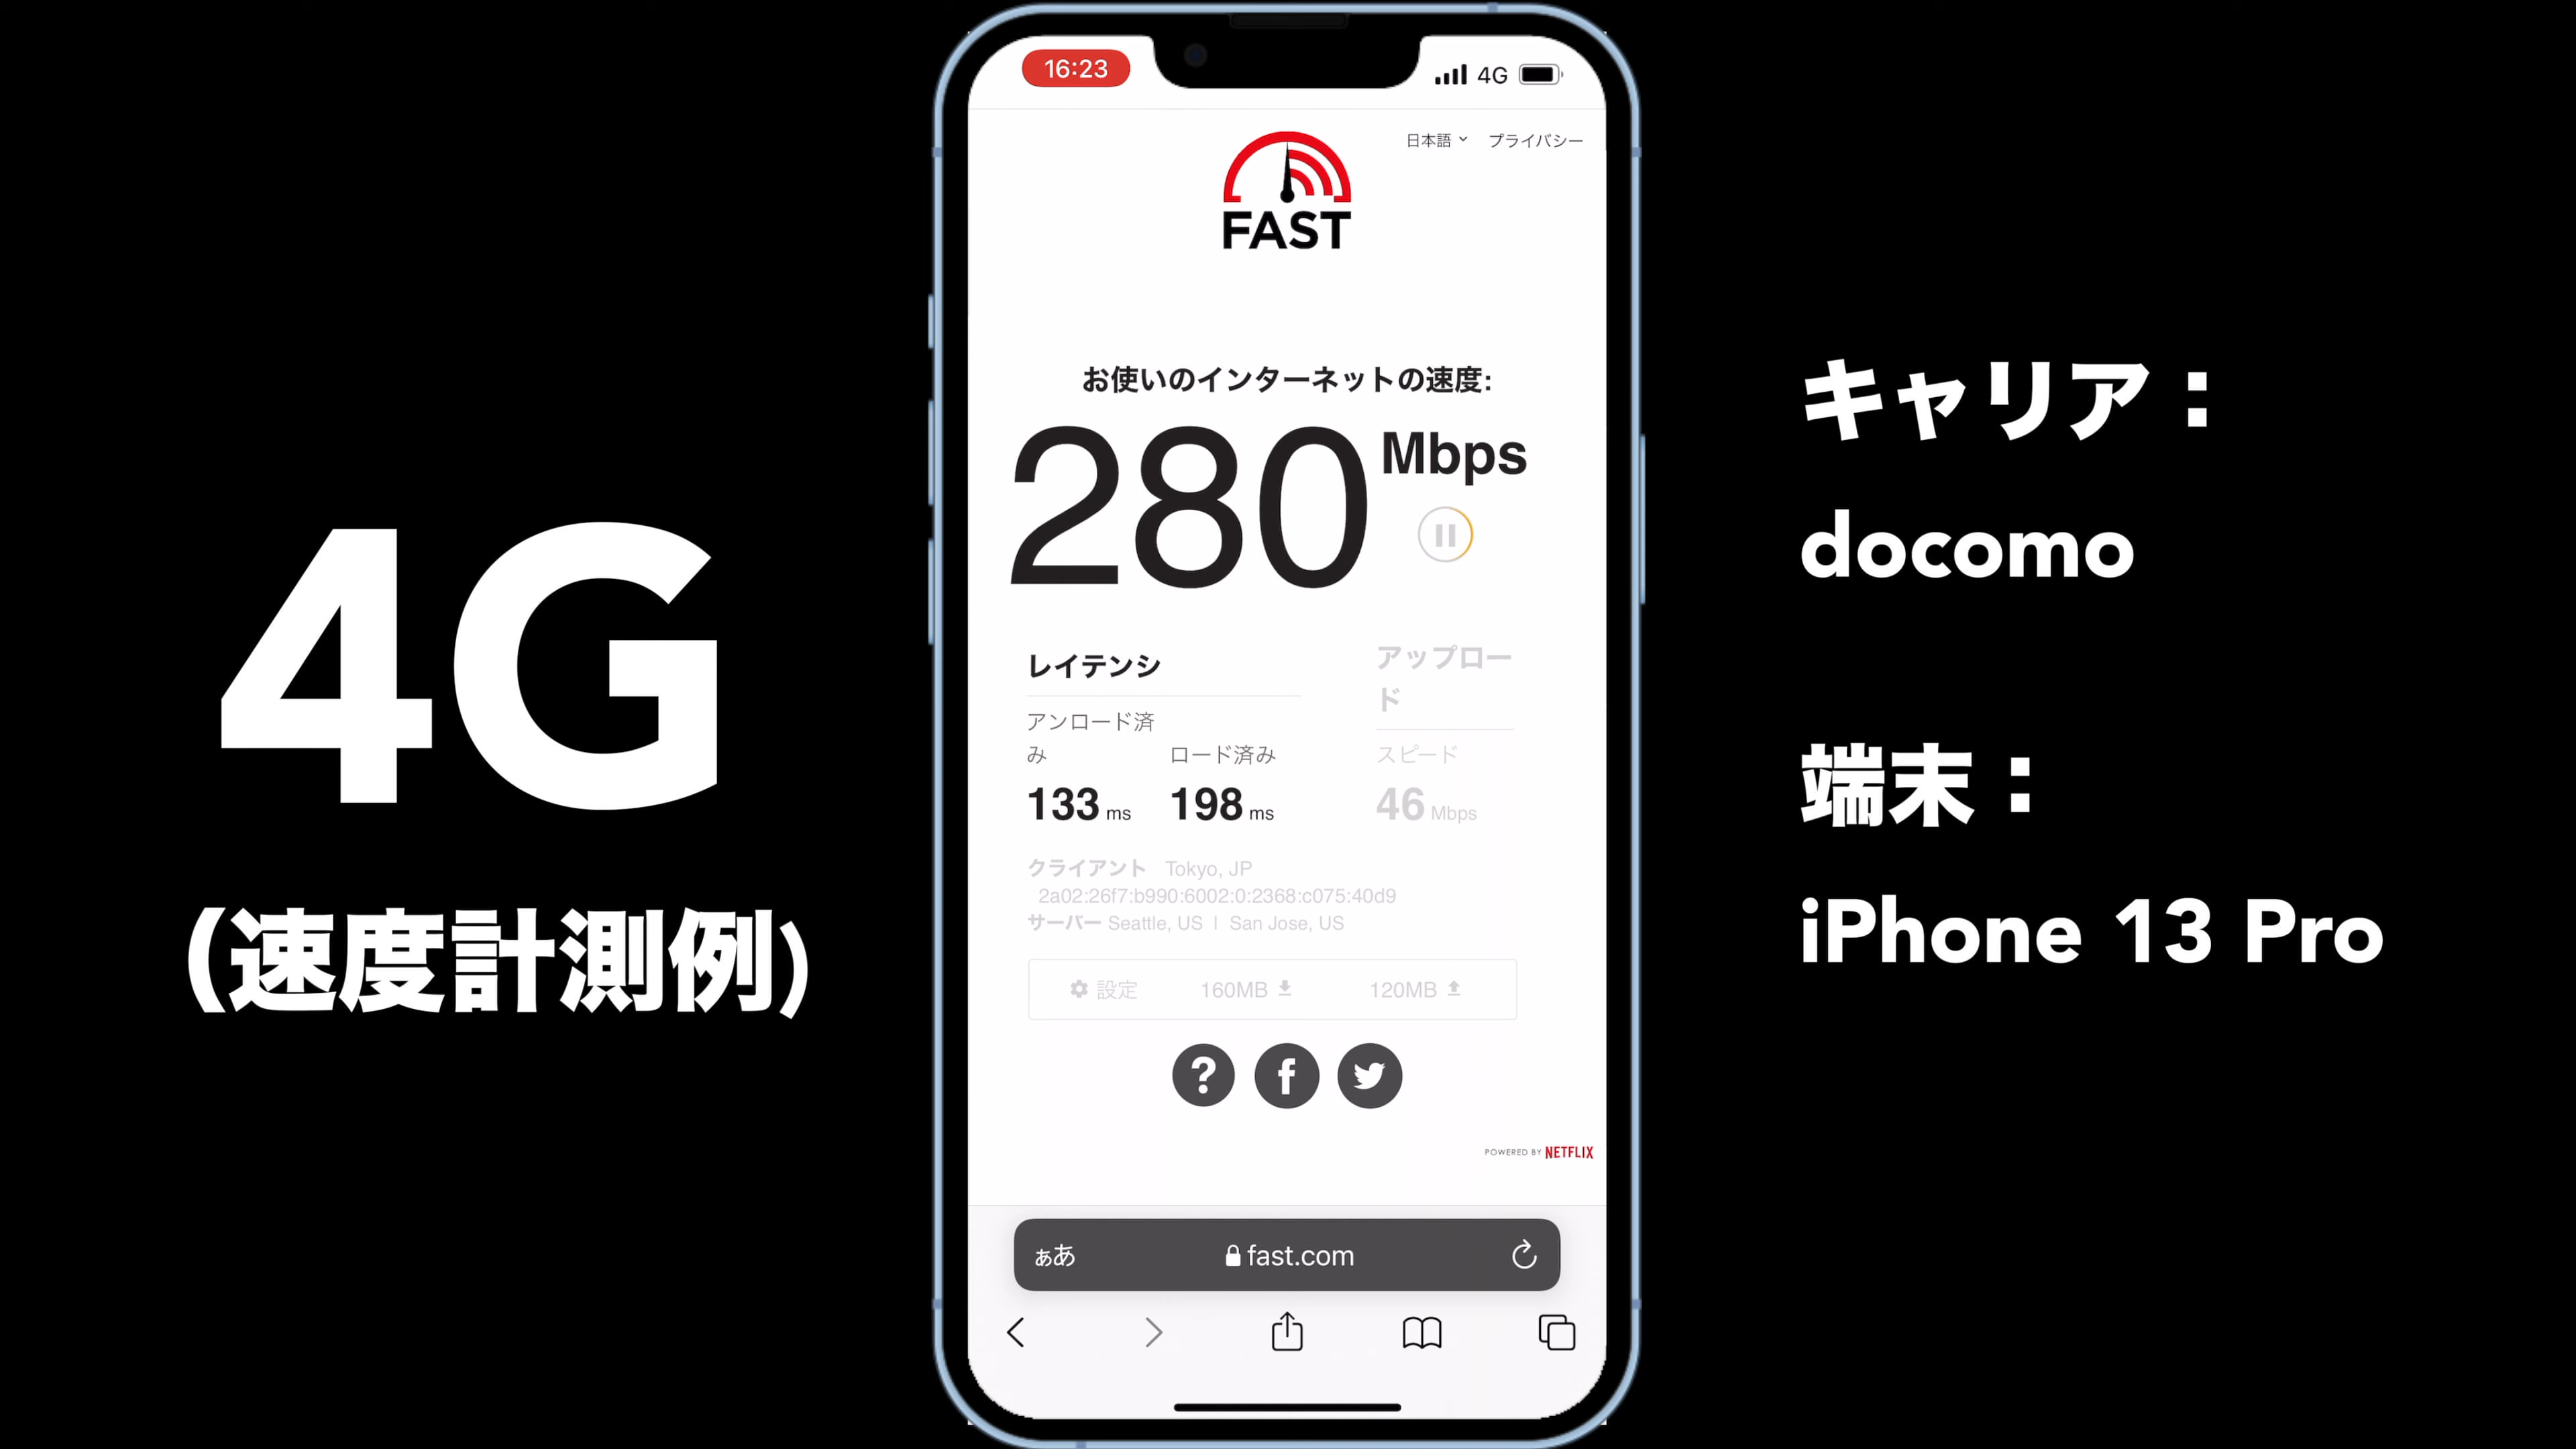 4G
（速度計測例)
16:23
4G
日本語 プライバシー
FAST
お使いのインターネットの速度:
280 Mbps
レイテンシ
アンロード済
み
ロード済み
133 ms
198 ms
アップロー
ド
スピード
46 Mbps
クライアント Tokyo, JP
2a02:26f7:b990:6002:0:2368:c075:40d9
サーバー Seattle, US | San Jose, US
設定 160MB 120MB
POWERED BY NETFLIX
ぁあ fast.com
キャリア：
docomo
端末：
iPhone 13 Pro